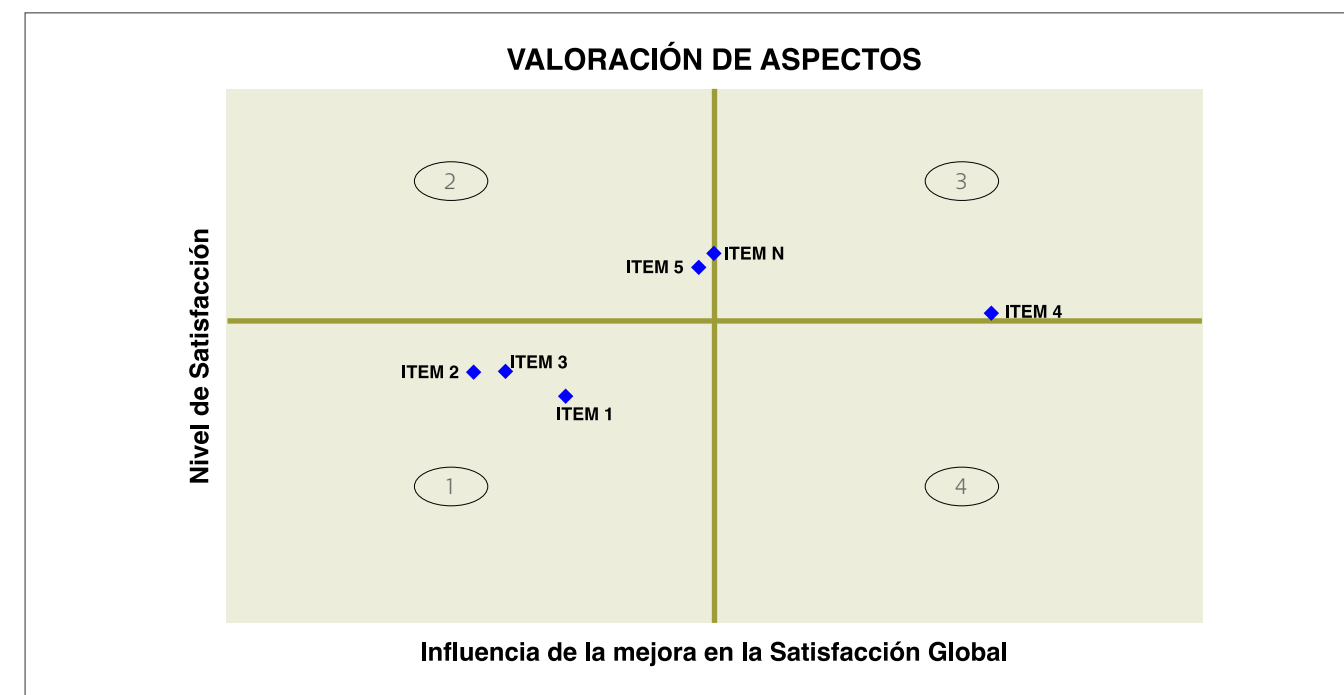 VALORACIÓN DE ASPECTOS
2
3
ITEM N
ITEM 5
ITEM 4
Nivel de Satisfacción
ITEM 3
ITEM 2
ITEM 1
1
4
Influencia de la mejora en la Satisfacción Global